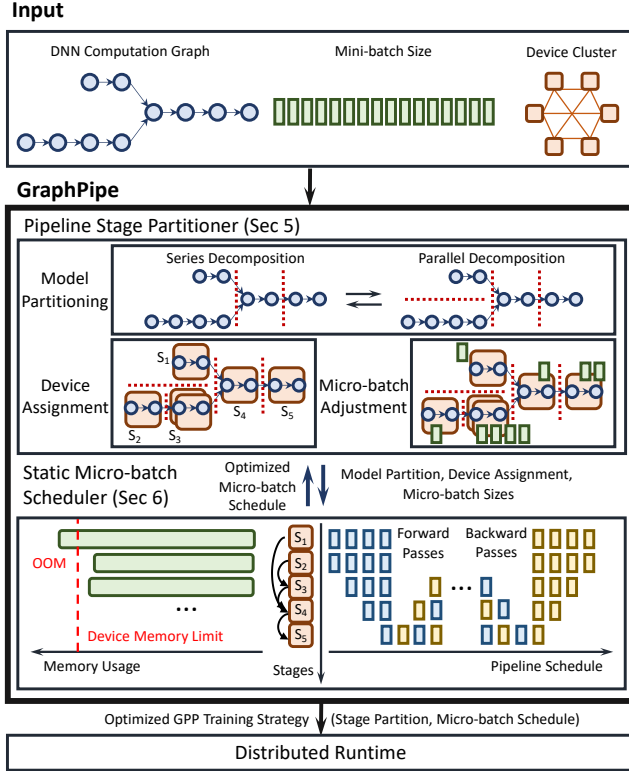 Input
DNN Computation Graph
Mini-batch Size
Device Cluster
GraphPipe
Pipeline Stage Partitioner (Sec 5)
Model
Partitioning
Series Decomposition
Parallel Decomposition
Device
Assignment
S1
S2
S3
S4
S5
Micro-batch
Adjustment
Static Micro-batch
Scheduler (Sec 6)
Optimized
Micro-batch
Schedule
Model Partition, Device Assignment,
Micro-batch Sizes
OOM
...
Device Memory Limit
Memory Usage
S1
S2
S3
S4
S5
Stages
Forward
Passes
Backward
Passes
...
Pipeline Schedule
Optimized GPP Training Strategy
(Stage Partition, Micro-batch Schedule)
Distributed Runtime